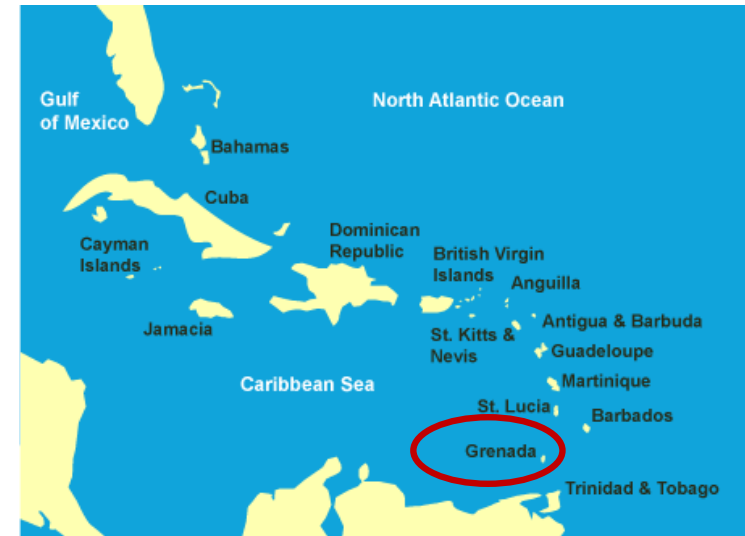 Gulf
of Mexico
North Atlantic Ocean
Bahamas
Cuba
Cayman
Islands
Dominican
Republic
British Virgin
Islands
Anguilla
Jamacia
St. Kitts &
Nevis
Antigua & Barbuda
Guadeloupe
Caribbean Sea
Martinique
St. Lucia
Barbados
Grenada
Trinidad & Tobago